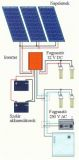 Napelemek
Inverter
Fogyasztó
12 V DC
Szolár
akkumulátorok
Fogyasztó
230 V AC